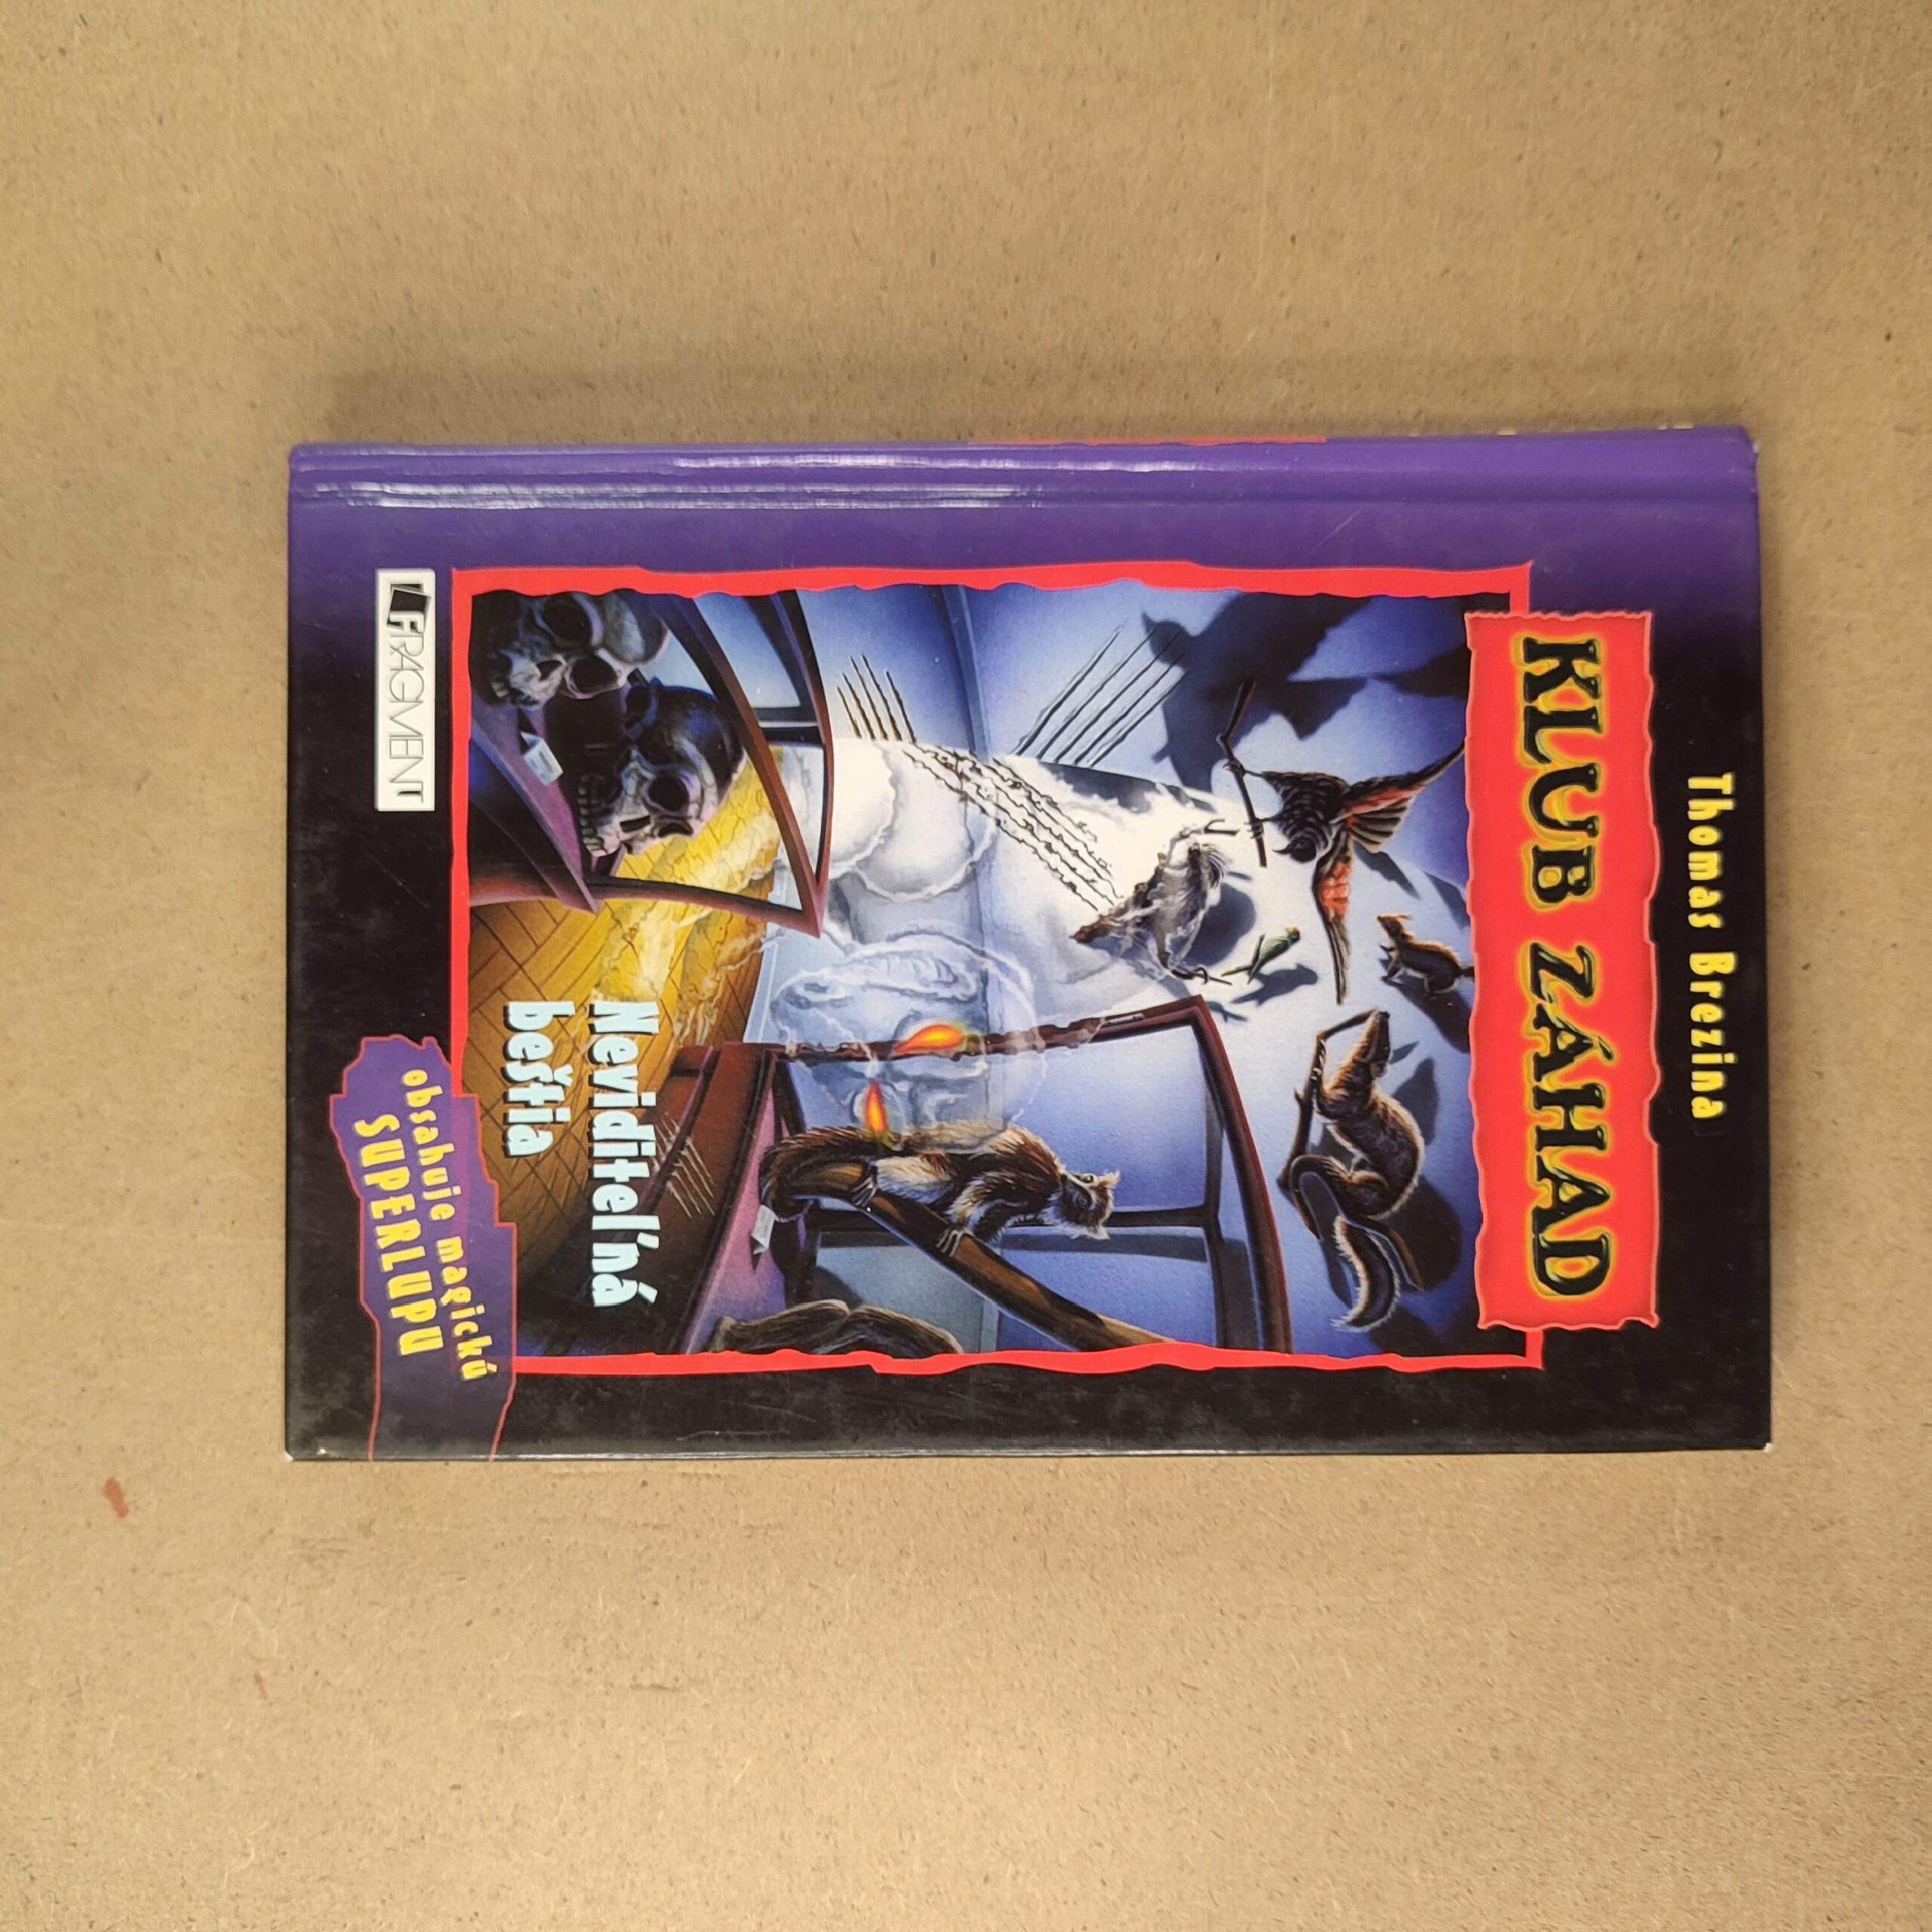 Thomas Brezina
KLUB ZÁHAD
Neviditeľná
beštia
obsahuje magickú
SUPERLUPU
FRAGMENT